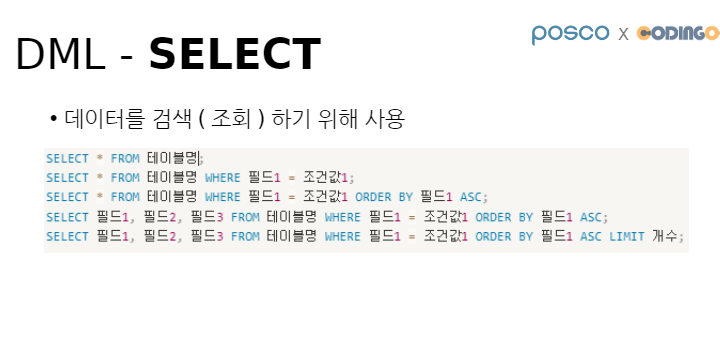 posco x CODINGO
DML - SELECT
• 데이터를 검색 ( 조회 ) 하기 위해 사용
SELECT * FROM 테이블명;
SELECT * FROM 테이블명 WHERE 필드1 = 조건값1;
SELECT * FROM 테이블명 WHERE 필드1 = 조건값1 ORDER BY 필드1 ASC;
SELECT 필드1, 필드2, 필드3 FROM 테이블명 WHERE 필드1 = 조건값1 ORDER BY 필드1 ASC;
SELECT 필드1, 필드2, 필드3 FROM 테이블명 WHERE 필드1 = 조건값1 ORDER BY 필드1 ASC LIMIT 개수;